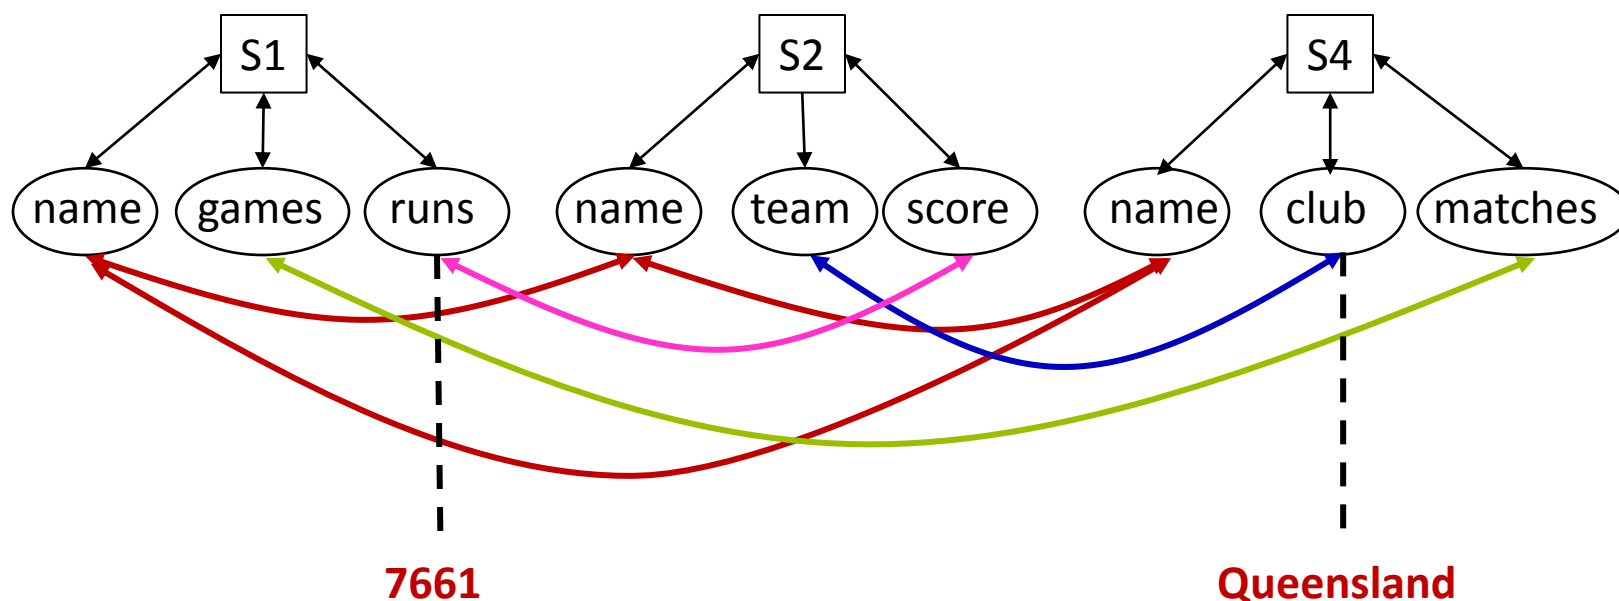 S1 S2 S4
name games runs name team score name club matches
7661 Queensland